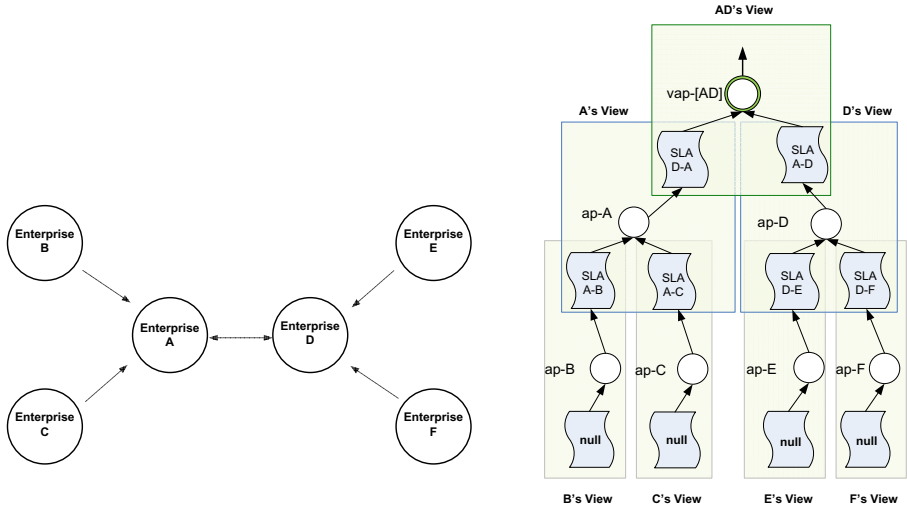 Enterprise
B
Enterprise
E
Enterprise
A
Enterprise
D
Enterprise
C
Enterprise
F
AD's View
vap-[AD]
A's View
D's View
SLA
D-A
SLA
A-D
ap-A
ap-D
SLA
A-B
SLA
A-C
SLA
D-E
SLA
D-F
ap-B
ap-C
ap-E
ap-F
null
null
null
null
B's View
C's View
E's View
F's View